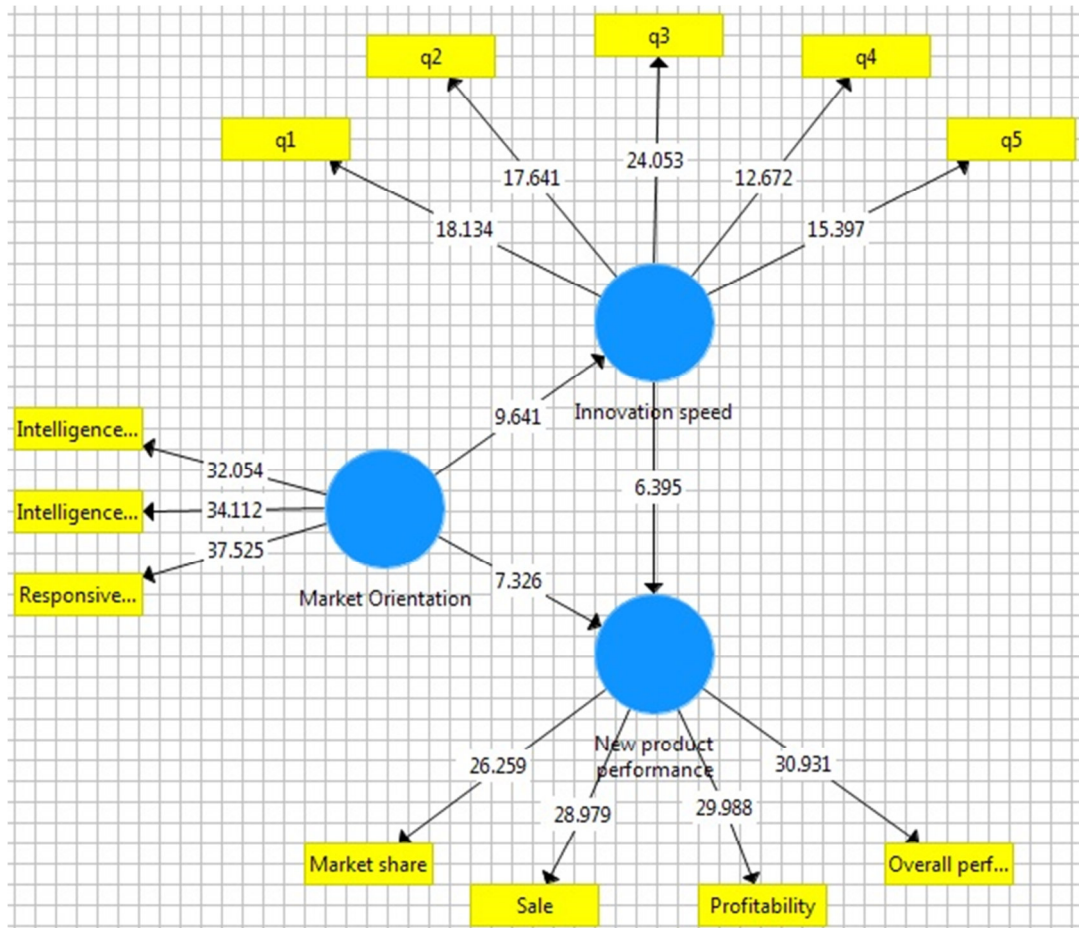 q3
q2
q4
q1
q5
24.053
17.641
12.672
18.134
15.397
Innovation speed
9.641
Intelligence...
32.054
6.395
Intelligence...
34.112
37.525
Responsive...
Market Orientation
7.326
New product
performance
26.259
30.931
28.979
29.988
Market share
Overall perf...
Sale
Profitability